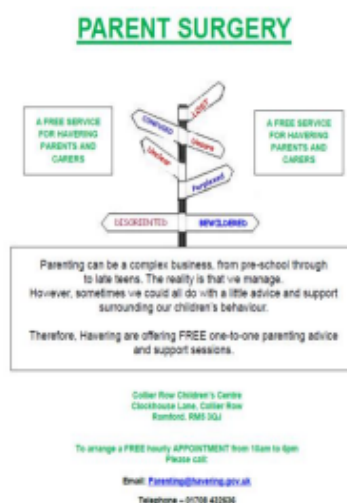 PARENT SURGERY
A FREE SERVICE
FOR HAVERING
PARENTS AND
CARERS
LOST
CONFUSED
Unsure
Unclear
Perplexed
DISORIENTED
BEWILDERED
A FREE SERVICE
FOR HAVERING
PARENTS AND
CARERS
Parenting can be a complex business, from pre-school through
to late teens. The reality is that we manage.
However, sometimes we could all do with a little advice and support
surrounding our children's behaviour.
Therefore, Havering are offering FREE one-to-one parenting advice
and support sessions.
Collier Row Children's Centre
Clockhouse Lane, Collier Row
Romford. RM5 3QJ
To arrange a FREE hourly APPOINTMENT from 10am to 6pm
Please call:
Email: Parenting@havering.gov.uk
Telephone – 01708